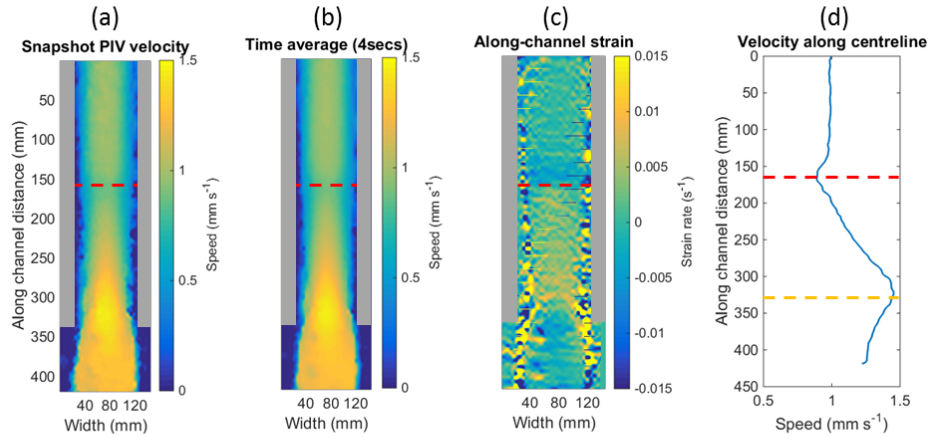 (a)
(b)
(c)
(d)
Snapshot PIV velocity
Time average (4secs)
Along-channel strain
Velocity along centreline
Along channel distance (mm)
50
100
150
200
250
300
350
400
40 80 120
Width (mm)
1.5
1
0.5
0
Speed (mm s⁻¹)
40 80 120
Width (mm)
1.5
1
0.5
0
Speed (mm s⁻¹)
40 80 120
Width (mm)
0.015
0.01
0.005
0
-0.005
-0.01
-0.015
Strain rate (s⁻¹)
Along channel distance (mm)
0
50
100
150
200
250
300
350
400
450
0.5 1 1.5
Speed (mm s⁻¹)